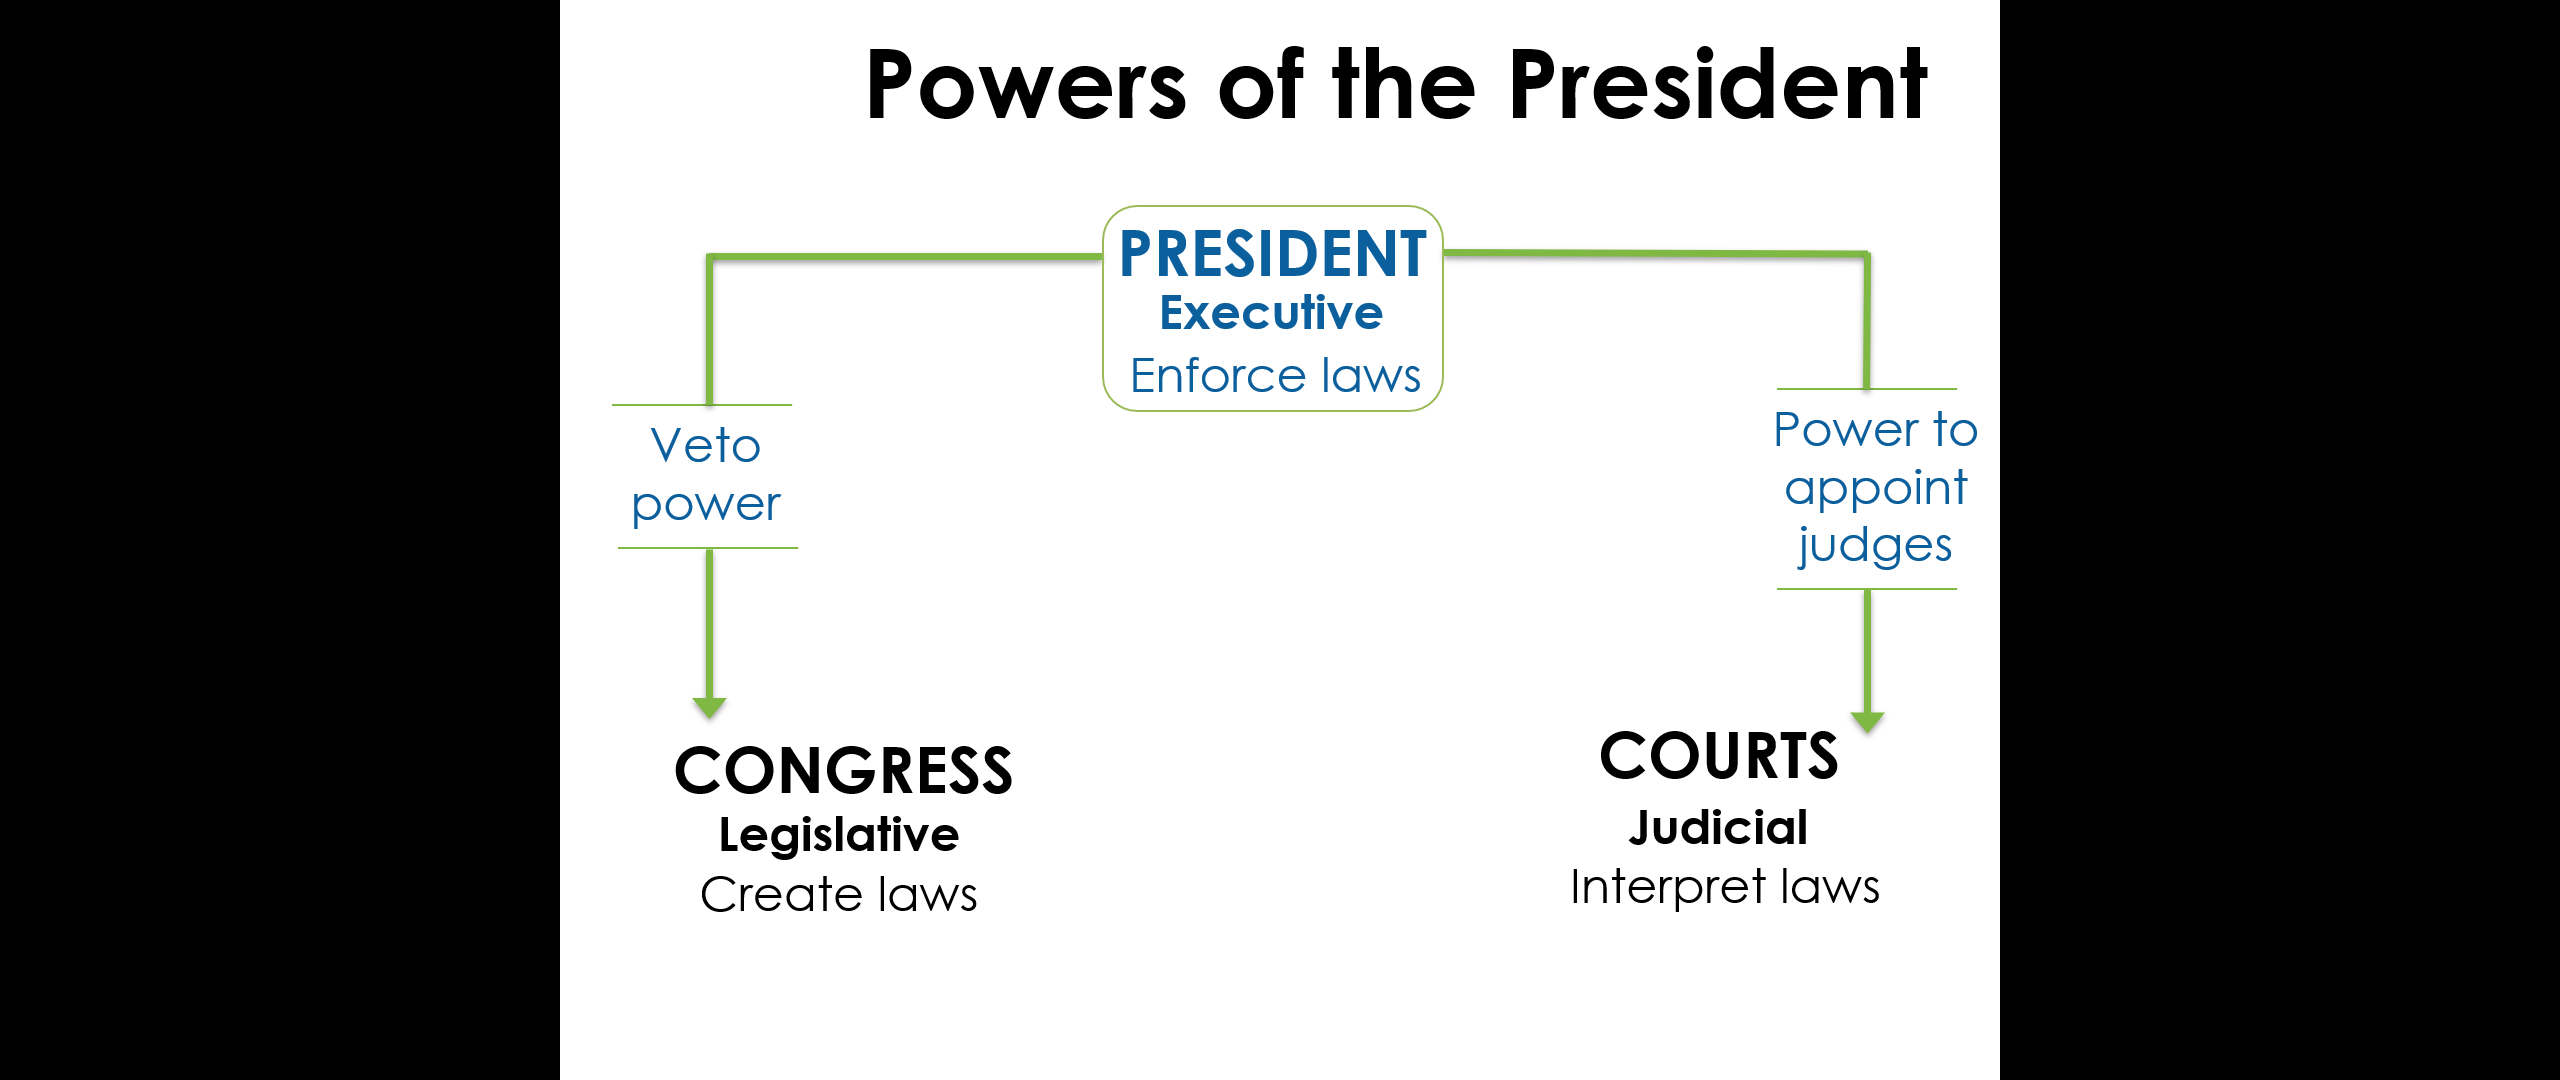 Powers of the President
PRESIDENT
Executive
Enforce laws
Veto
power
Power to
appoint
judges
CONGRESS
Legislative
Create laws
COURTS
Judicial
Interpret laws